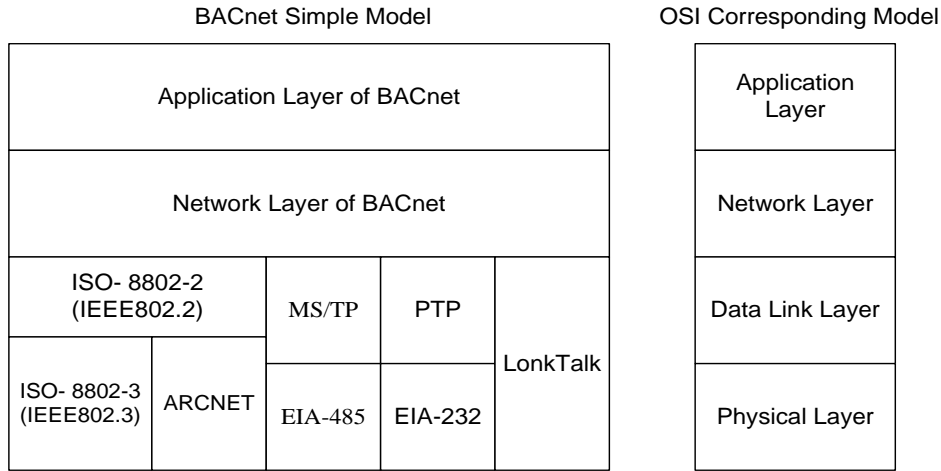 BACnet Simple Model
OSI Corresponding Model
Application Layer of BACnet
Application
Layer
Network Layer of BACnet
Network Layer
ISO- 8802-2
(IEEE802.2)
MS/TP
PTP
LonkTalk
Data Link Layer
ISO- 8802-3
(IEEE802.3)
ARCNET
EIA-485
EIA-232
Physical Layer